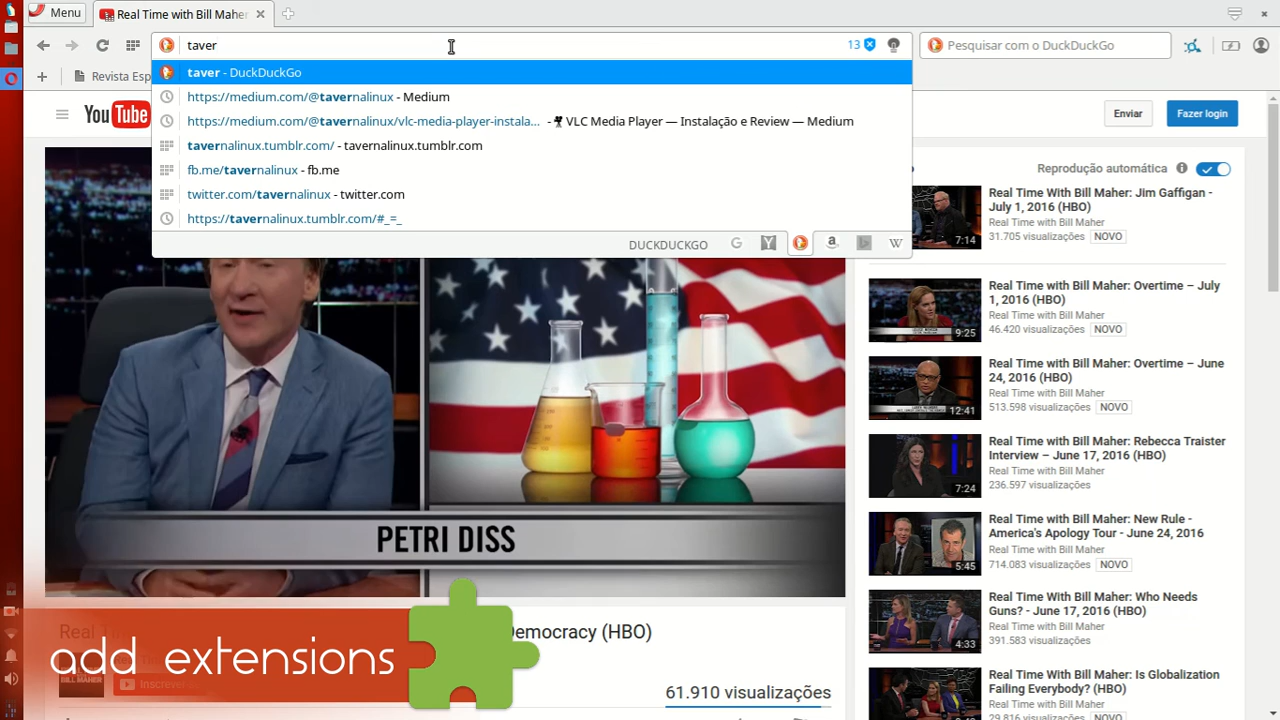 Menu
Real Time with Bill Maher
taver
13
Pesquisar com o DuckDuckGo
Revista Esp
taver - DuckDuckGo
https://medium.com/@tavernalinux - Medium
https://medium.com/@tavernalinux/vlc-media-player-instala... - VLC Media Player — Instalação e Review — Medium
tavernalinux.tumblr.com/ - tavernalinux.tumblr.com
fb.me/tavernalinux - fb.me
twitter.com/tavernalinux - twitter.com
https://tavernalinux.tumblr.com/#_=_
DUCKDUCKGO
You Tube
Enviar
Fazer login
PETRI DISS
Reprodução automática
Real Time With Bill Maher: Jim Gaffigan -
July 1, 2016 (HBO)
Real Time with Bill Maher
31.705 visualizações NOVO
7:14
Real Time with Bill Maher: Overtime – July
1, 2016 (HBO)
Real Time with Bill Maher
46.420 visualizações NOVO
9:25
Real Time with Bill Maher: Overtime – June
24, 2016 (HBO)
Real Time with Bill Maher
513.598 visualizações NOVO
12:41
Real Time with Bill Maher: Rebecca Traister
Interview – June 17, 2016 (HBO)
Real Time with Bill Maher
236.597 visualizações
7:24
Real Time with Bill Maher: New Rule -
America's Apology Tour - June 24, 2016
Real Time with Bill Maher
714.083 visualizações NOVO
5:45
Real Time with Bill Maher: Who Needs
Guns? - June 17, 2016 (HBO)
Real Time with Bill Maher
391.583 visualizações
4:33
Real Time with Bill Maher: Is Globalization
Failing Everybody? (HBO)
Real Time with Bill Maher
Real Ti
Democracy (HBO)
add extensions
61.910 visualizações